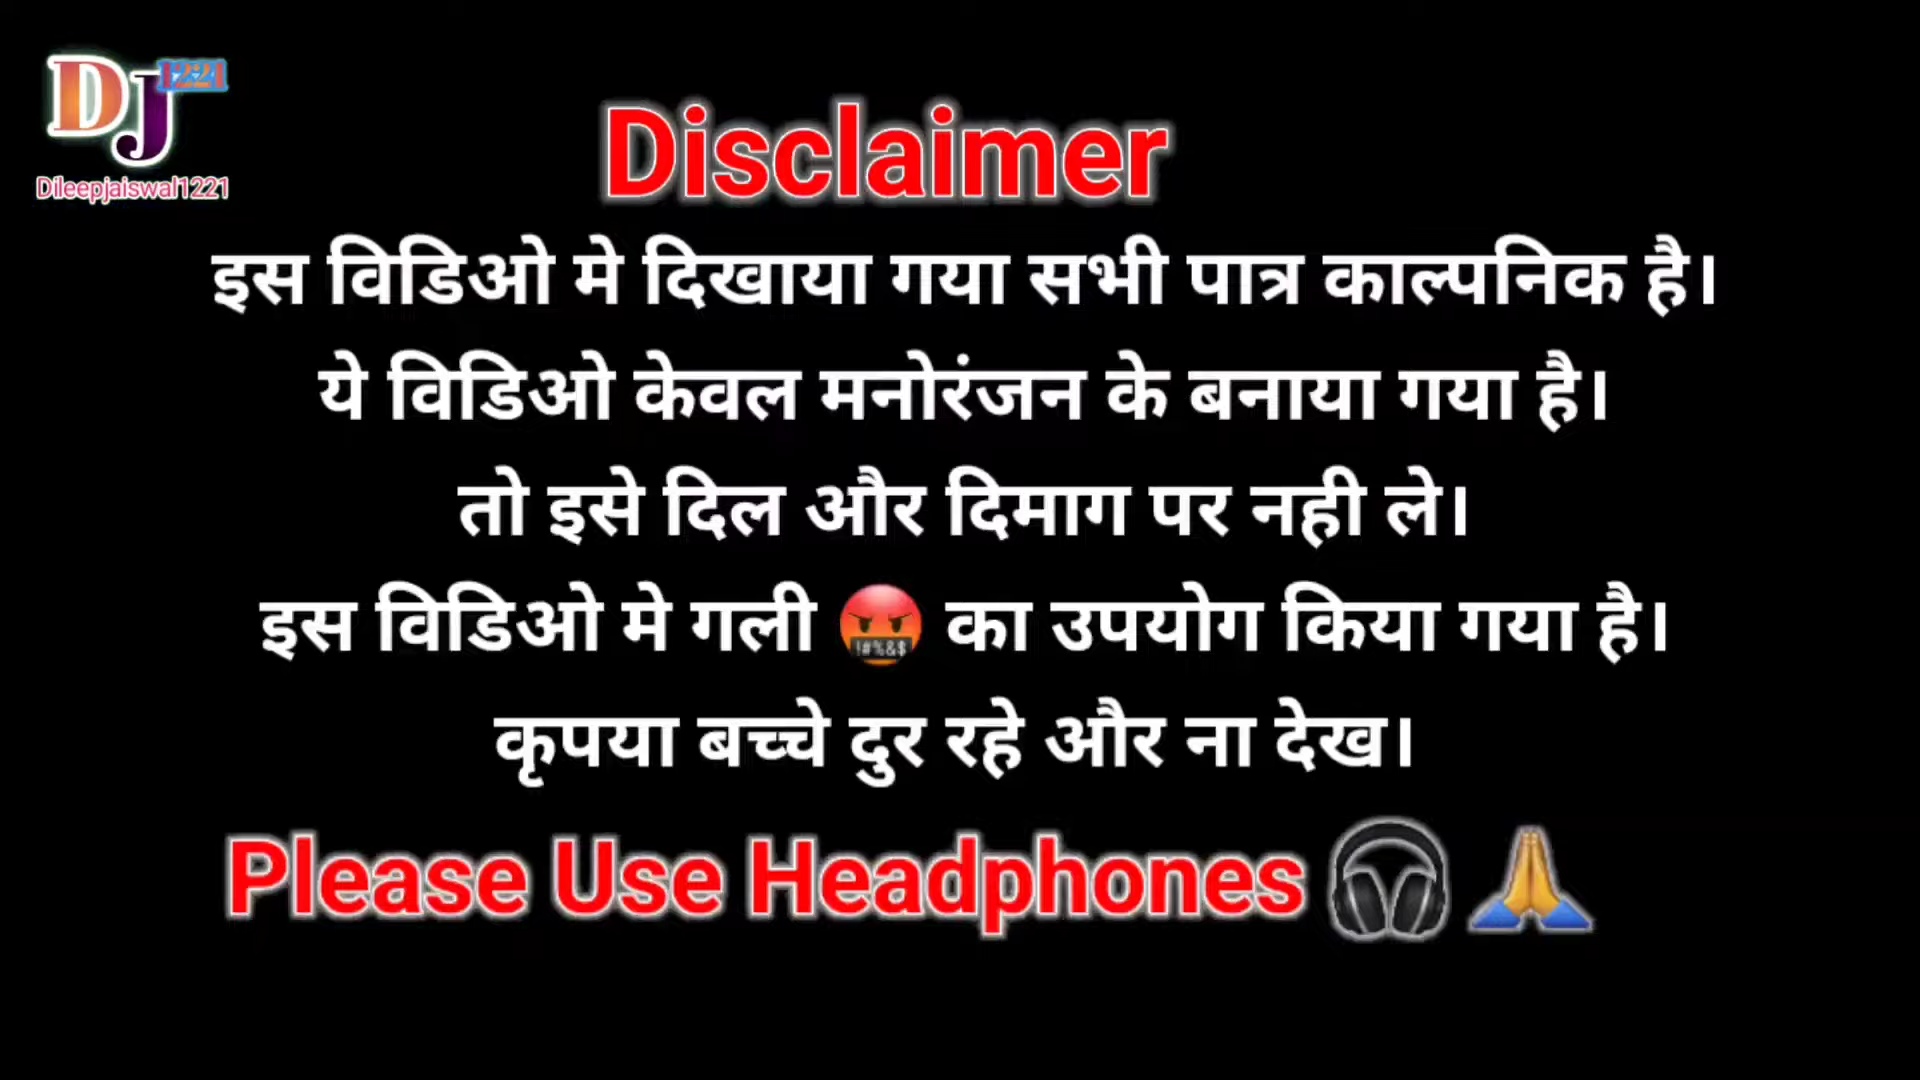 DJ 1221
Dileepjaiswal1221
Disclaimer
इस विडिओ मे दिखाया गया सभी पात्र काल्पनिक है।
ये विडिओ केवल मनोरंजन के बनाया गया है।
तो इसे दिल और दिमाग पर नही ले।
इस विडिओ मे गली 🤬 का उपयोग किया गया है।
कृपया बच्चे दुर रहे और ना देख।
Please Use Headphones 🎧 🙏